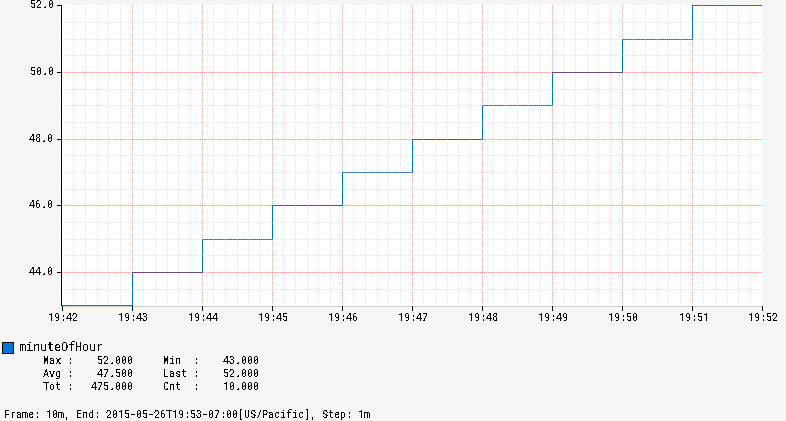 52.0
50.0
48.0
46.0
44.0
19:42 19:43 19:44 19:45 19:46 19:47 19:48 19:49 19:50 19:51 19:52
minuteOfHour
Max : 52.000 Min : 43.000
Avg : 47.500 Last : 52.000
Tot : 475.000 Cnt : 10.000
Frame: 10m, End: 2015-05-26T19:53-07:00[US/Pacific], Step: 1m